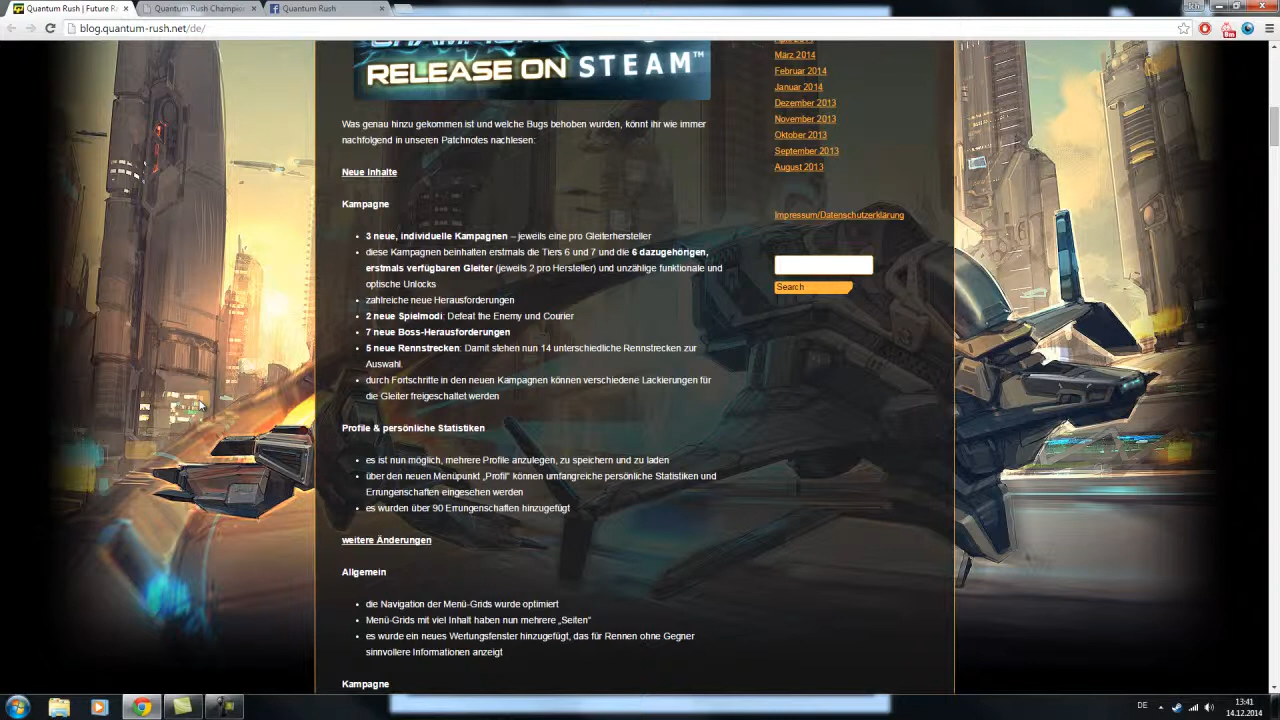 Quantum Rush | Future R
Quantum Rush Champion
Quantum Rush
blog.quantum-rush.net/de/
RELEASE ON STEAM™
Was genau hinzu gekommen ist und welche Bugs behoben wurden, könnt ihr wie immer
nachfolgend in unseren Patchnotes nachlesen:
Neue Inhalte
Kampagne
• 3 neue, individuelle Kampagnen – jeweils eine pro Gleiterhersteller
• diese Kampagnen beinhalten erstmals die Tiers 6 und 7 und die 6 dazugehörigen,
erstmals verfügbaren Gleiter (jeweils 2 pro Hersteller) und unzählige funktionale und
optische Unlocks
• zahlreiche neue Herausforderungen
• 2 neue Spielmodi: Defeat the Enemy und Courier
• 7 neue Boss-Herausforderungen
• 5 neue Rennstrecken: Damit stehen nun 14 unterschiedliche Rennstrecken zur
Auswahl.
• durch Fortschritte in den neuen Kampagnen können verschiedene Lackierungen für
die Gleiter freigeschaltet werden
Profile & persönliche Statistiken
• es ist nun möglich, mehrere Profile anzulegen, zu speichern und zu laden
• über den neuen Menüpunkt „Profil“ können umfangreiche persönliche Statistiken und
Errungenschaften eingesehen werden
• es wurden über 90 Errungenschaften hinzugefügt
weitere Änderungen
Allgemein
• die Navigation der Menü-Grids wurde optimiert
• Menü-Grids mit viel Inhalt haben nun mehrere „Seiten“
• es wurde ein neues Wertungsfenster hinzugefügt, das für Rennen ohne Gegner
sinnvollere Informationen anzeigt
Kampagne
April 2014
März 2014
Februar 2014
Januar 2014
Dezember 2013
November 2013
Oktober 2013
September 2013
August 2013
Impressum/Datenschutzerklärung
Search
DE
13:41
14.12.2014